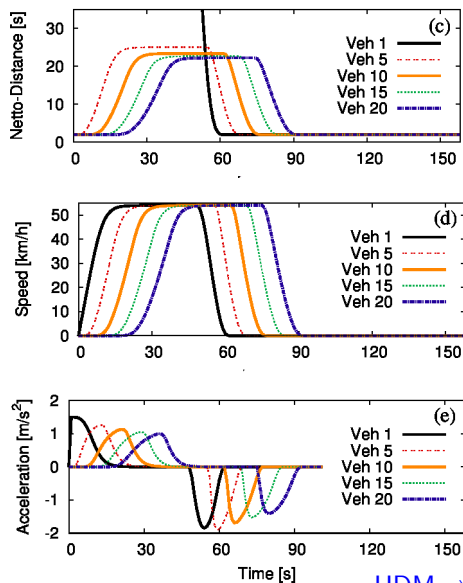 (c)
Netto-Distance [s]
30
20
10
0
Veh 1
Veh 5
Veh 10
Veh 15
Veh 20
0 30 60 90 120 150
(d)
Speed [km/h]
50
40
30
20
10
0
Veh 1
Veh 5
Veh 10
Veh 15
Veh 20
0 30 60 90 120 150
(e)
Acceleration [m/s²]
2
1
0
-1
-2
Veh 1
Veh 5
Veh 10
Veh 15
Veh 20
0 30 60 90 120 150
Time [s]